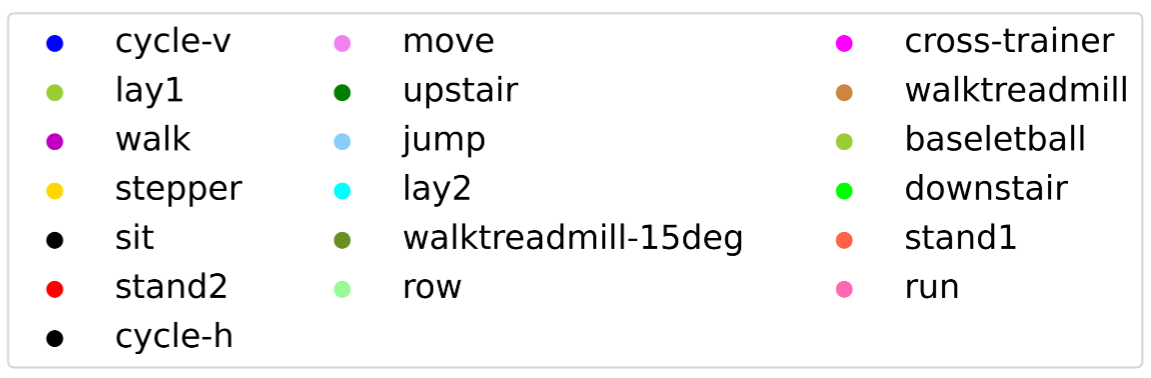 cycle-v
lay1
walk
stepper
sit
stand2
cycle-h
move
upstair
jump
lay2
walktreadmill-15deg
row
cross-trainer
walktreadmill
baseletball
downstair
stand1
run